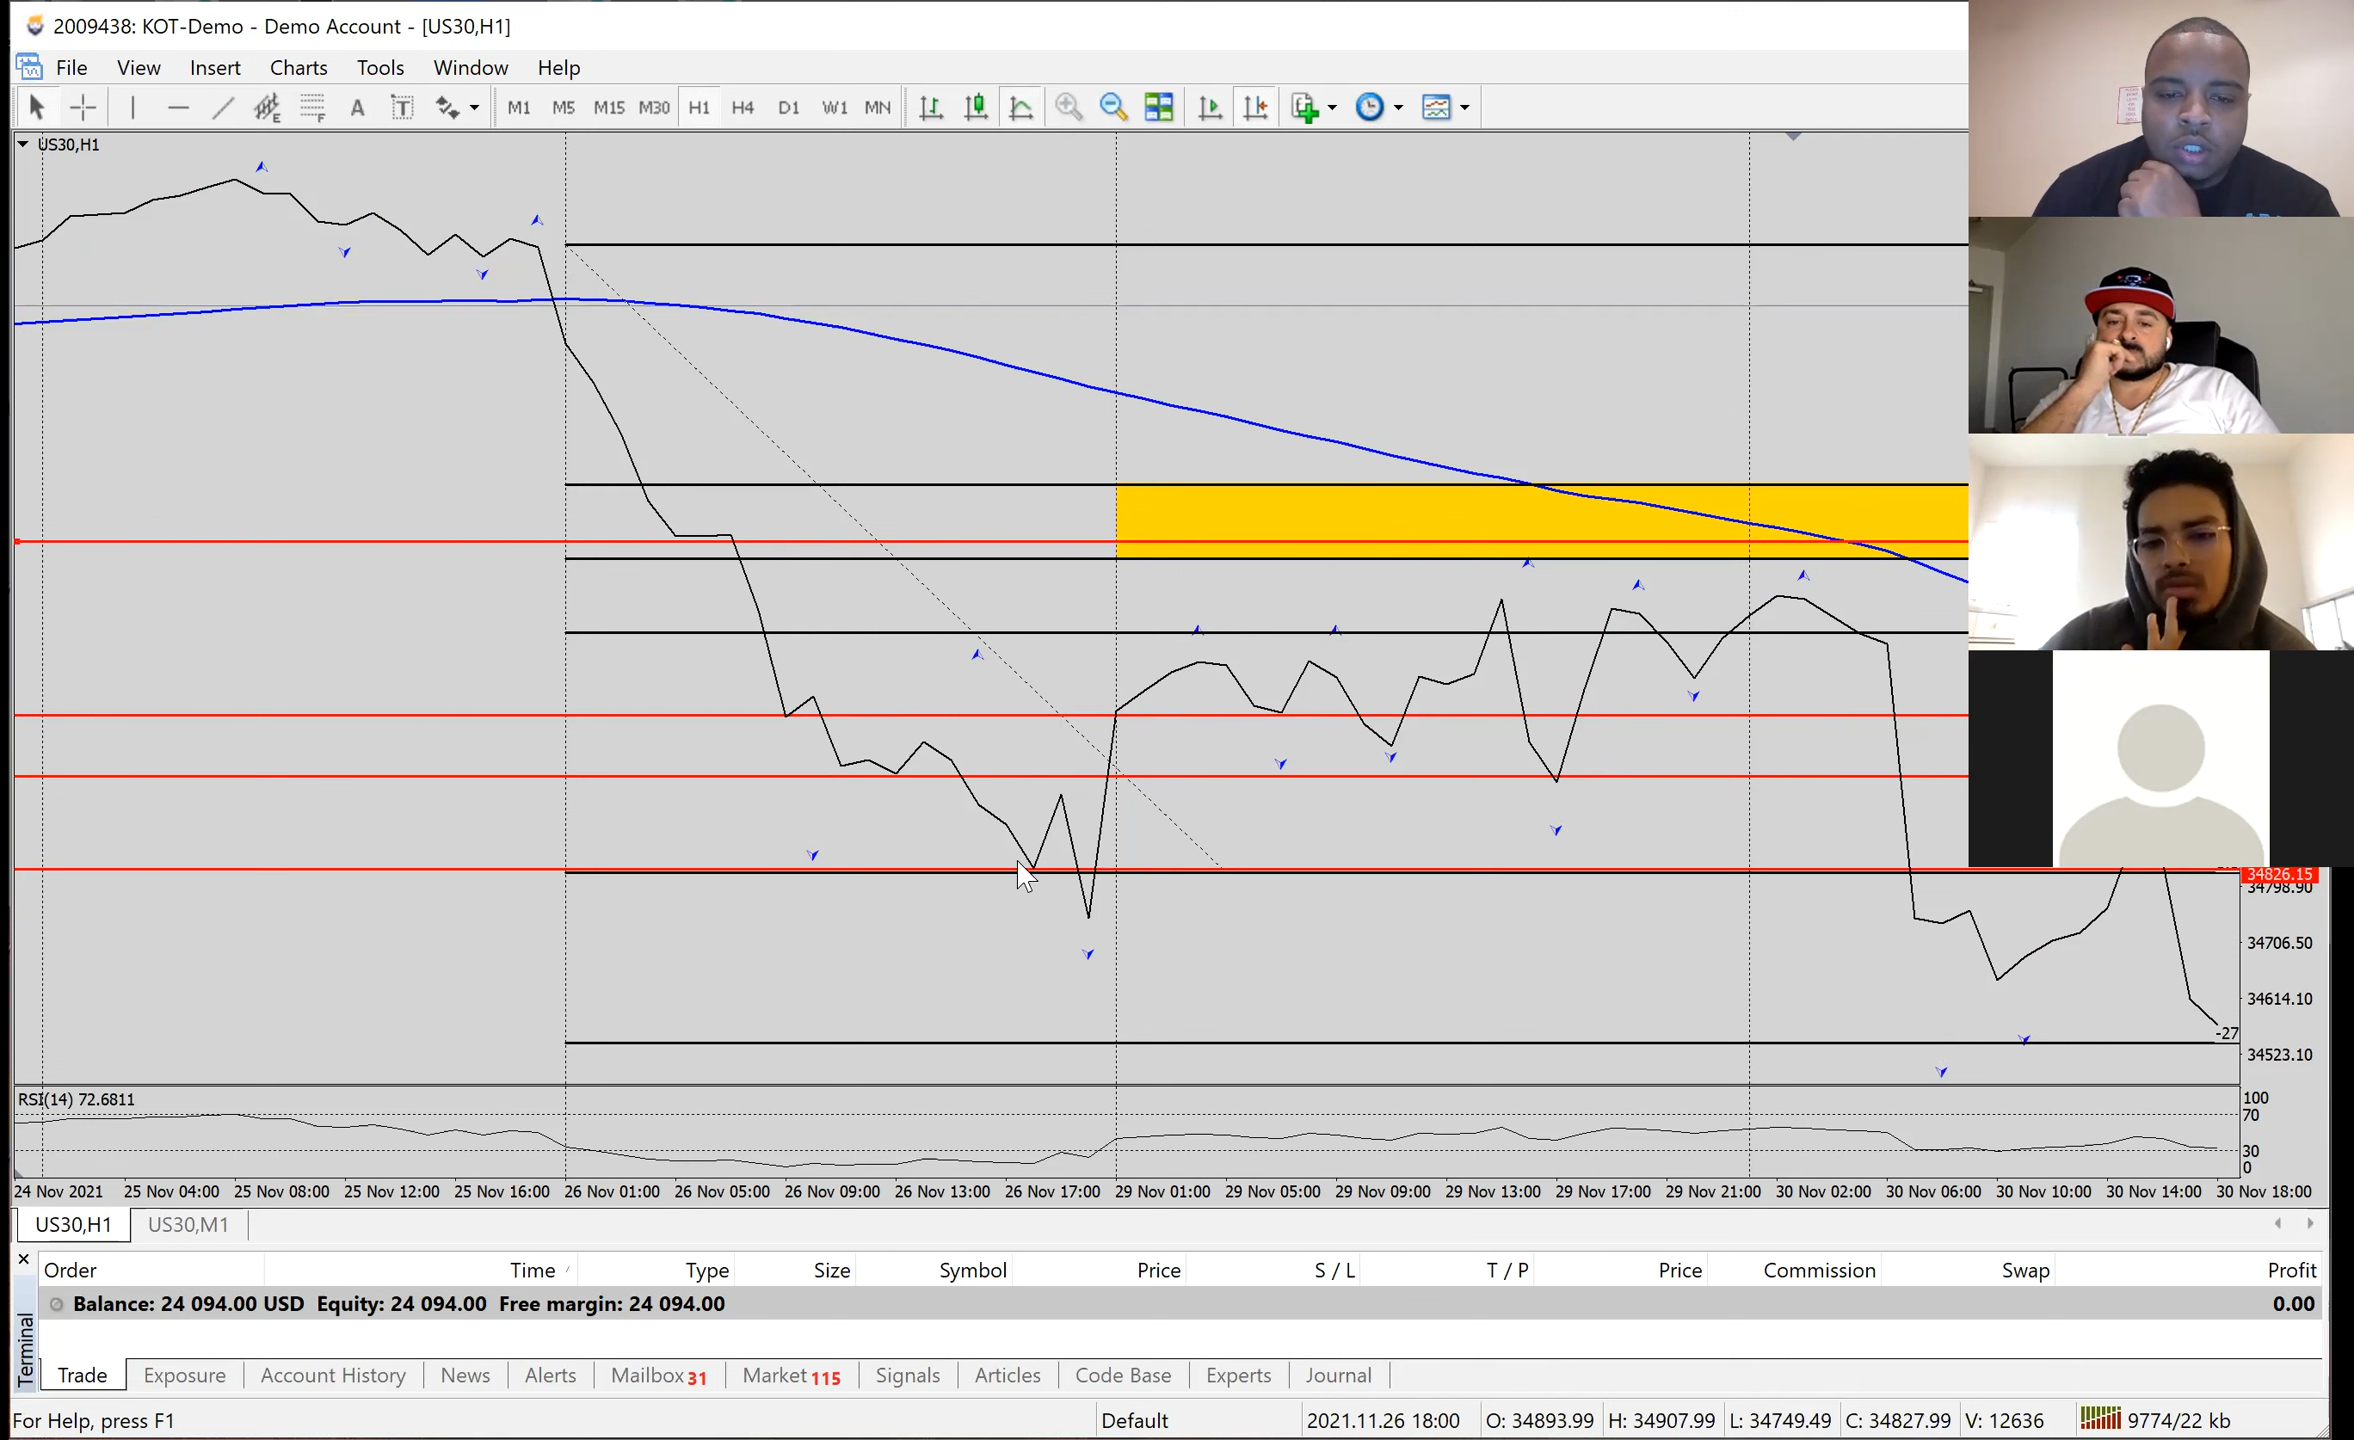 2009438: KOT-Demo - Demo Account - [US30,H1]
File View Insert Charts Tools Window Help
A T M1 M5 M15 M30 H1 H4 D1 W1 MN
US30,H1
34826.15
34798.90
34706.50
34614.10
-27
34523.10
RSI(14) 72.6811
100
70
30
0
24 Nov 2021 25 Nov 04:00 25 Nov 08:00 25 Nov 12:00 25 Nov 16:00 26 Nov 01:00 26 Nov 05:00 26 Nov 09:00 26 Nov 13:00 26 Nov 17:00 29 Nov 01:00 29 Nov 05:00 29 Nov 09:00 29 Nov 13:00 29 Nov 17:00 29 Nov 21:00 30 Nov 02:00 30 Nov 06:00 30 Nov 10:00 30 Nov 14:00 30 Nov 18:00
US30,H1 US30,M1
Order Time Type Size Symbol Price S / L T / P Price Commission Swap Profit
Balance: 24 094.00 USD Equity: 24 094.00 Free margin: 24 094.00 0.00
Terminal
Trade Exposure Account History News Alerts Mailbox 31 Market 115 Signals Articles Code Base Experts Journal
For Help, press F1 Default 2021.11.26 18:00 O: 34893.99 H: 34907.99 L: 34749.49 C: 34827.99 V: 12636 9774/22 kb